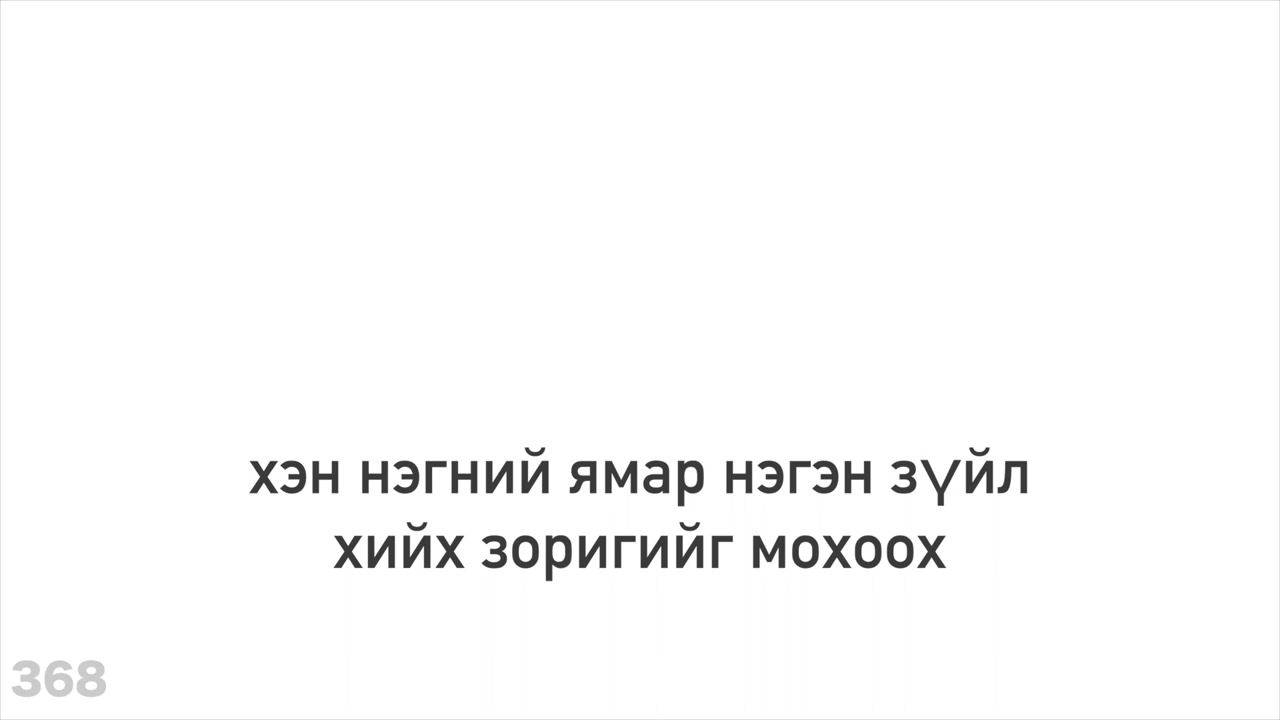 хэн нэгний ямар нэгэн зүйл
хийх зоригийг мохоох
368